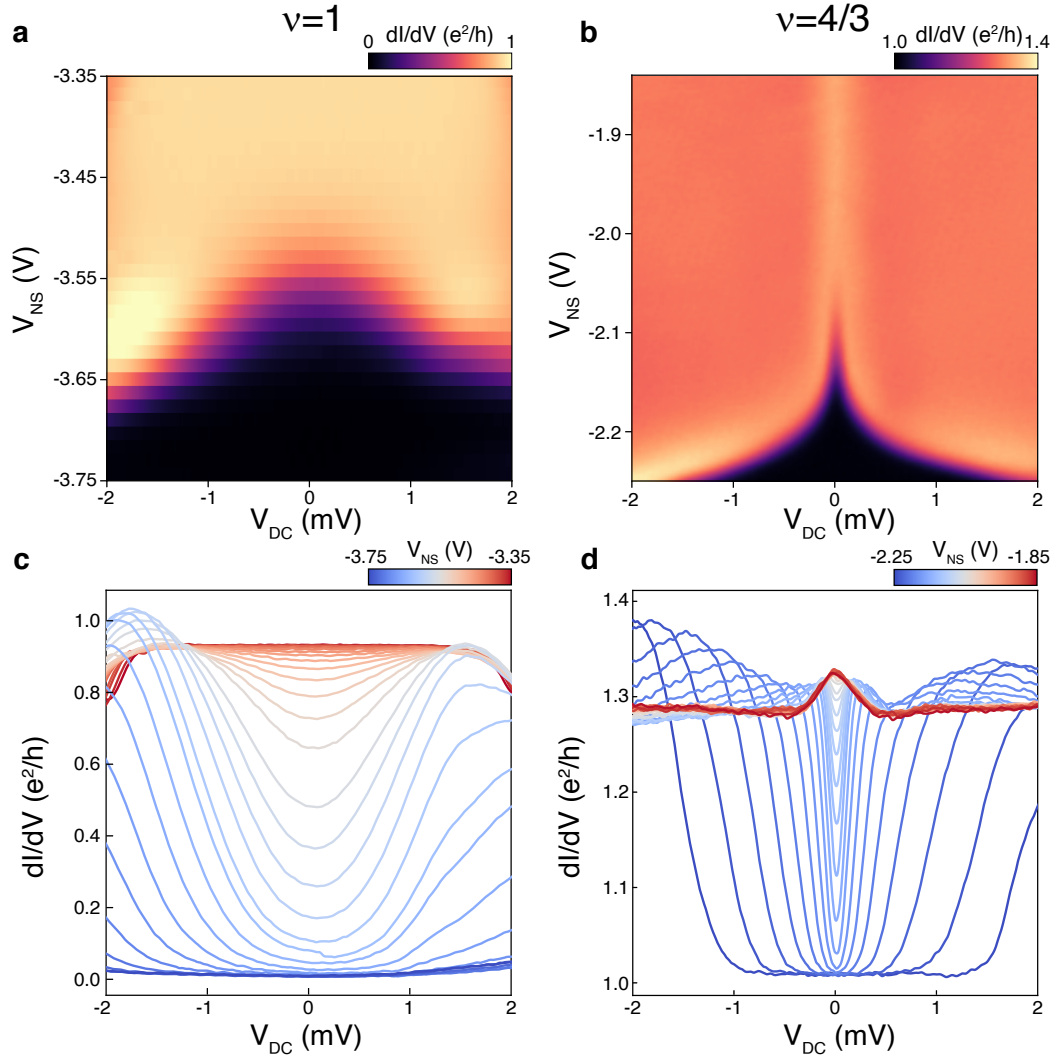 ν=1
ν=4/3
a
dI/dV (e²/h)
0
1
b
dI/dV (e²/h)
1.0
1.4
-3.35
-3.45
-3.55
-3.65
-3.75
V_NS (V)
-2
-1
0
1
2
V_DC (mV)
-1.9
-2.0
-2.1
-2.2
V_NS (V)
-2
-1
0
1
2
V_DC (mV)
c
-3.75
V_NS (V)
-3.35
d
-2.25
V_NS (V)
-1.85
1.0
0.8
0.6
0.4
0.2
0.0
dI/dV (e²/h)
-2
-1
0
1
2
V_DC (mV)
1.4
1.3
1.2
1.1
1.0
dI/dV (e²/h)
-2
-1
0
1
2
V_DC (mV)